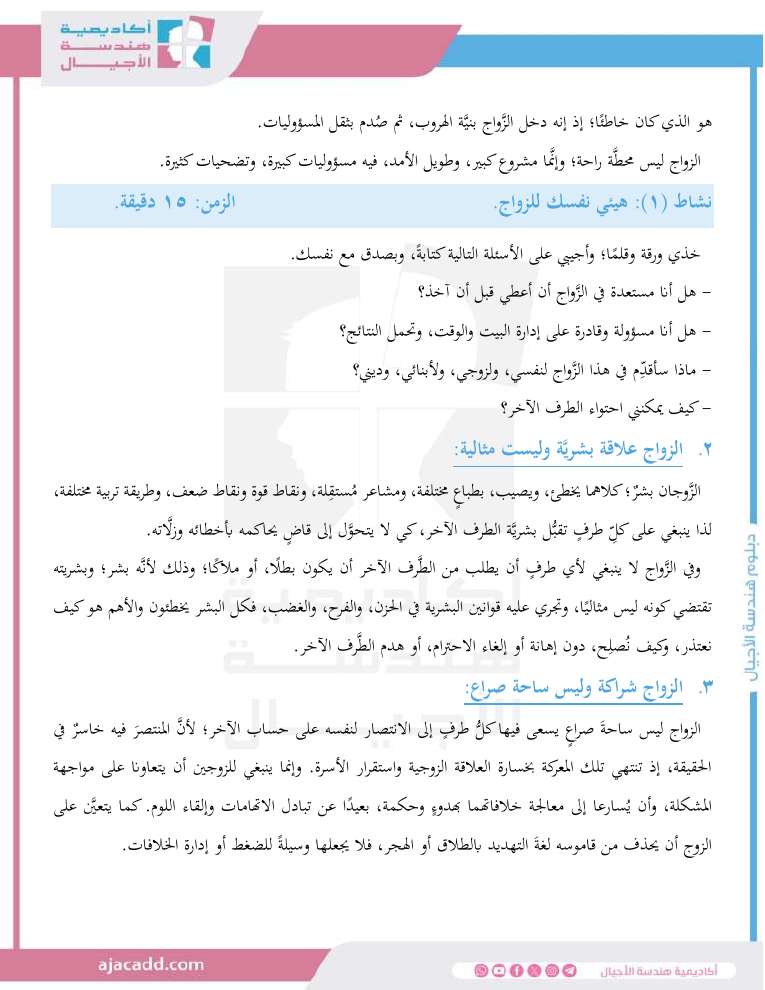 أكاديمية
هندسة
الأجيال
هو الذي كان خاطئًا؛ إذ إنه دخل الزَّواج بنيَّة الهروب، ثم صُدم بثقل المسؤوليات.
الزواج ليس محطَّة راحة؛ وإنَّما مشروع كبير، وطويل الأمد، فيه مسؤوليات كبيرة، وتضحيات كثيرة.
نشاط (١): هيئي نفسك للزواج. الزمن: ١٥ دقيقة.
خذي ورقة وقلمًا؛ وأجيبي على الأسئلة التالية كتابةً، وبصدق مع نفسك.
– هل أنا مستعدة في الزَّواج أن أعطي قبل أن آخذ؟
– هل أنا مسؤولة وقادرة على إدارة البيت والوقت، وتحمل النتائج؟
– ماذا سأقدِّم في هذا الزَّواج لنفسي، ولزوجي، ولأبنائي، وديني؟
– كيف يمكنني احتواء الطرف الآخر؟
٢. الزواج علاقة بشريَّة وليست مثالية:
الزَّوجان بشرٌ؛ كلاهما يخطئ، ويصيب، بطباعٍ مختلفة، ومشاعر مُستقِلة، ونقاط قوة ونقاط ضعف، وطريقة تربية مختلفة،
لذا ينبغي على كلّ طرفٍ تقبُّل بشريَّة الطرف الآخر، كي لا يتحوَّل إلى قاضٍ يحاكمه بأخطائه وزلَّاته.
وفي الزَّواج لا ينبغي لأي طرفٍ أن يطلب من الطَّرف الآخر أن يكون بطلًا، أو ملاكًا؛ وذلك لأنَّه بشر؛ وبشريته
تقتضي كونه ليس مثاليًا، وتجري عليه قوانين البشرية في الحزن، والفرح، والغضب، فكل البشر يخطئون والأهم هو كيف
نعتذر، وكيف نُصلِح، دون إهانة أو إلغاء الاحترام، أو هدم الطَّرف الآخر.
٣. الزواج شراكة وليس ساحة صراع:
الزواج ليس ساحةَ صراعٍ يسعى فيها كلُّ طرفٍ إلى الانتصار لنفسه على حساب الآخر؛ لأنَّ المنتصرَ فيه خاسرٌ في
الحقيقة، إذ تنتهي تلك المعركة بخسارة العلاقة الزوجية واستقرار الأسرة. وإنما ينبغي للزوجين أن يتعاونا على مواجهة
المشكلة، وأن يُسارعا إلى معالجة خلافاتهما بهدوءٍ وحكمة، بعيدًا عن تبادل الاتهامات وإلقاء اللوم. كما يتعيَّن على
الزوج أن يحذف من قاموسه لغةَ التهديد بالطلاق أو الهجر، فلا يجعلها وسيلةً للضغط أو إدارة الخلافات.
أكاديمية
هندسة
الأجيال
دبلوم هندسة الأجيال
أكاديمية هندسة الأجيال
ajacadd.com